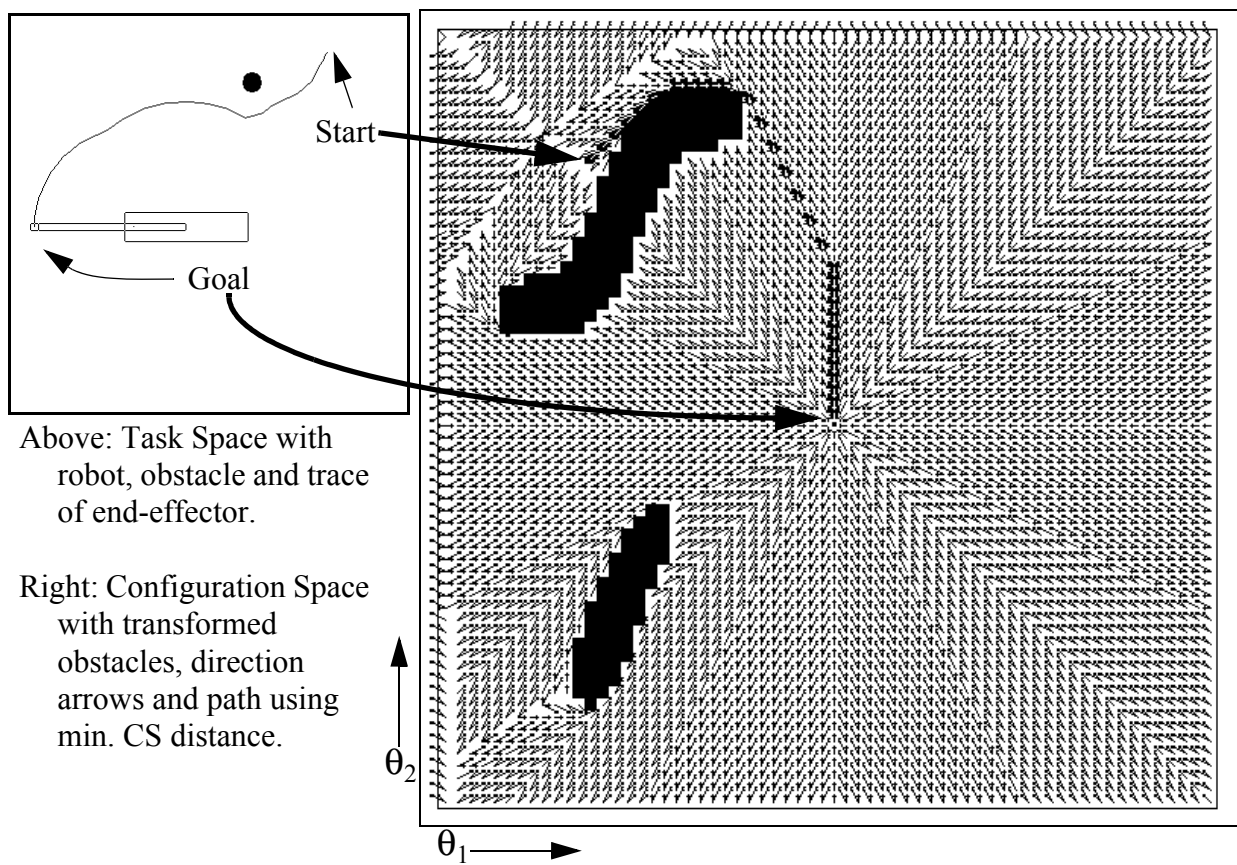 Start
Goal
Above: Task Space with
robot, obstacle and trace
of end-effector.
Right: Configuration Space
with transformed
obstacles, direction
arrows and path using
min. CS distance.
θ2
θ1